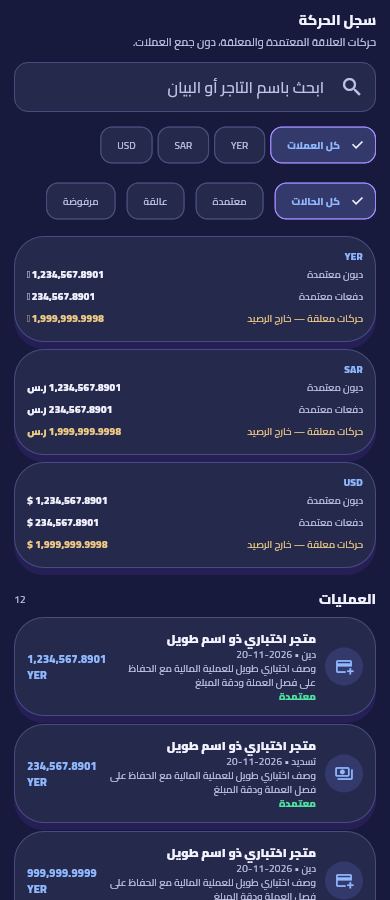 سجل الحركة
حركات العلاقة المعتمدة والمعلقة، دون جمع العملات.
ابحث باسم التاجر أو البيان
كل العملات
YER
SAR
USD
كل الحالات
معتمدة
عالقة
مرفوضة
YER
ديون معتمدة 1,234,567.8901
دفعات معتمدة 234,567.8901
حركات معلقة — خارج الرصيد 1,999,999.9998
SAR
ديون معتمدة 1,234,567.8901 ر.س
دفعات معتمدة 234,567.8901 ر.س
حركات معلقة — خارج الرصيد 1,999,999.9998 ر.س
USD
ديون معتمدة $ 1,234,567.8901
دفعات معتمدة $ 234,567.8901
حركات معلقة — خارج الرصيد $ 1,999,999.9998
العمليات 12
متجر اختباري ذو اسم طويل
دين • 2026-11-20
وصف اختباري طويل للعملية المالية مع الحفاظ
على فصل العملة ودقة المبلغ
معتمدة
1,234,567.8901
YER
متجر اختباري ذو اسم طويل
تسديد • 2026-11-20
وصف اختباري طويل للعملية المالية مع الحفاظ على
فصل العملة ودقة المبلغ
معتمدة
234,567.8901
YER
متجر اختباري ذو اسم طويل
دين • 2026-11-20
وصف اختباري طويل للعملية المالية مع الحفاظ على
فصل العملة ودقة المبلغ
999,999.9999
YER